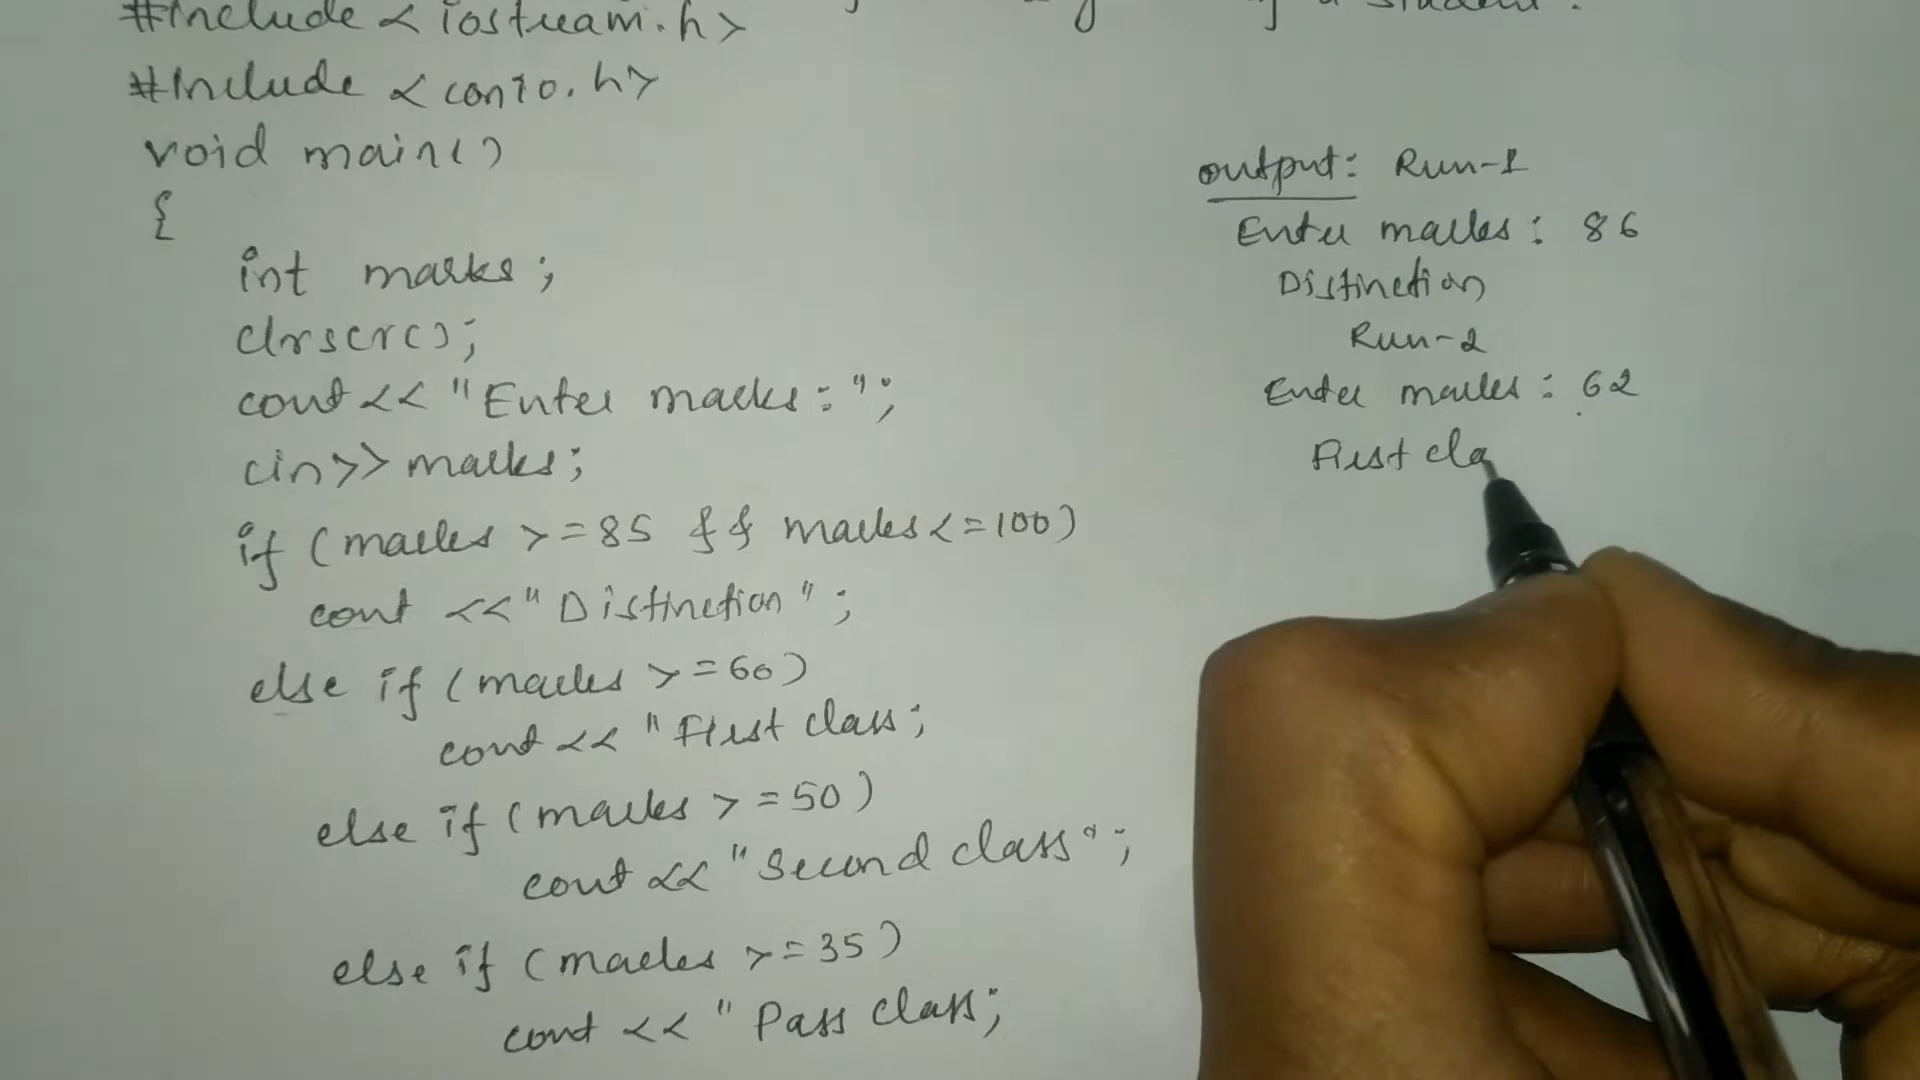 #include < iostream.h>
#include < conio.h>
void main()
{
int marks;
clrscr();
cout << "Enter marks:";
cin>>marks;
if (marks >=85 && marks<=100)
cout <<"Distinction";
else if (marks >=60)
cout << "First class;
else if (marks >=50)
cout << "Second class";
else if (marks >=35)
cout << "Pass class;
output: Run-1
Enter marks: 86
Distinction
Run-2
Enter marks: 62
First cla